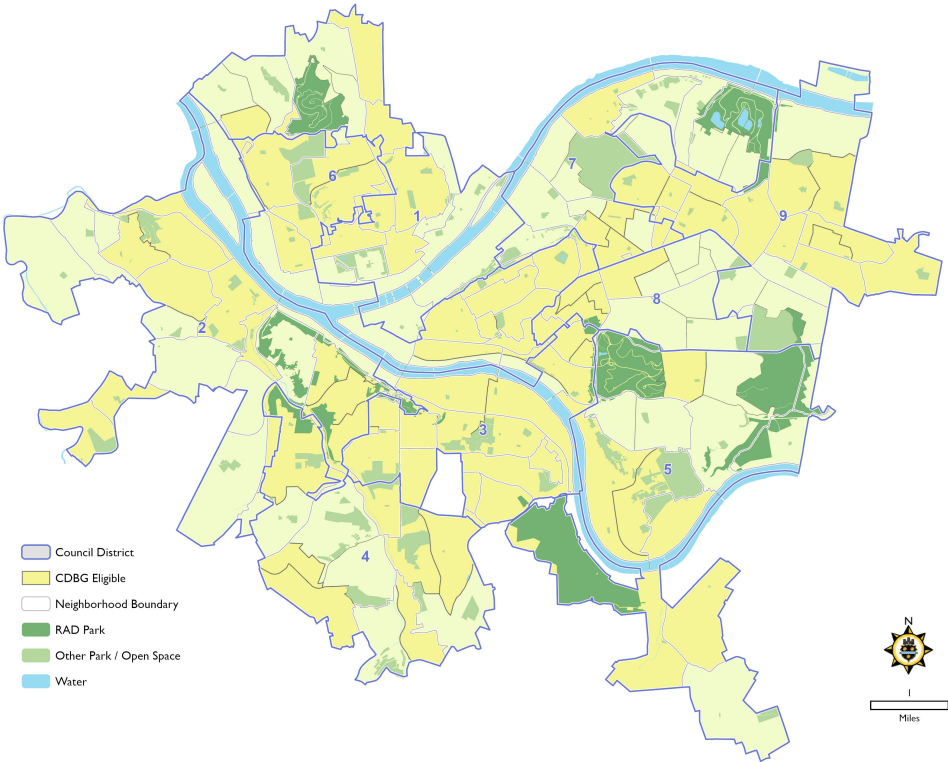 6
7
1
9
8
2
3
5
4
Council District
CDBG Eligible
Neighborhood Boundary
RAD Park
Other Park / Open Space
Water
N
1
Miles